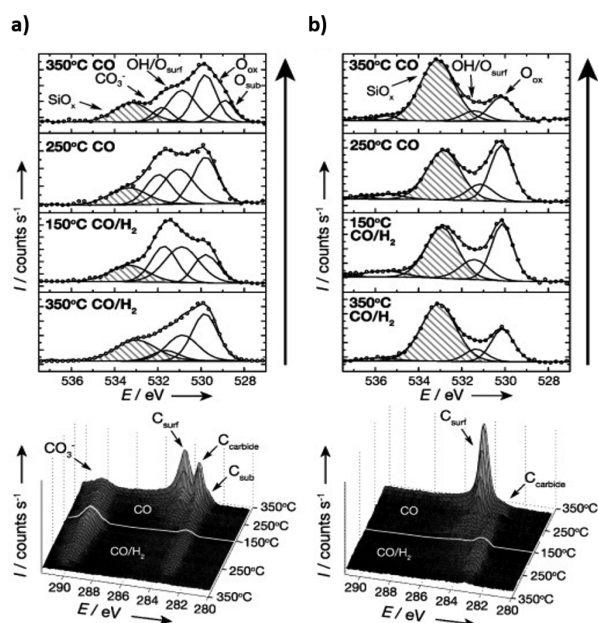 a)
350°C CO
OH/Osurf
CO3-
Oox
SiOx
Osub
250°C CO
150°C CO/H2
350°C CO/H2
I / counts s-1
536 534 532 530 528
E / eV
b)
350°C CO
OH/Osurf
SiOx
Oox
250°C CO
150°C
CO/H2
350°C
CO/H2
I / counts s-1
536 534 532 530 528
E / eV
Csurf
CO3-
Ccarbide
Csub
CO
350°C
250°C
150°C
CO/H2
250°C
350°C
I / counts s-1
290 288 286 284 282 280
E / eV
Csurf
Ccarbide
CO
350°C
250°C
150°C
CO/H2
250°C
350°C
I / counts s-1
290 288 286 284 282 280
E / eV